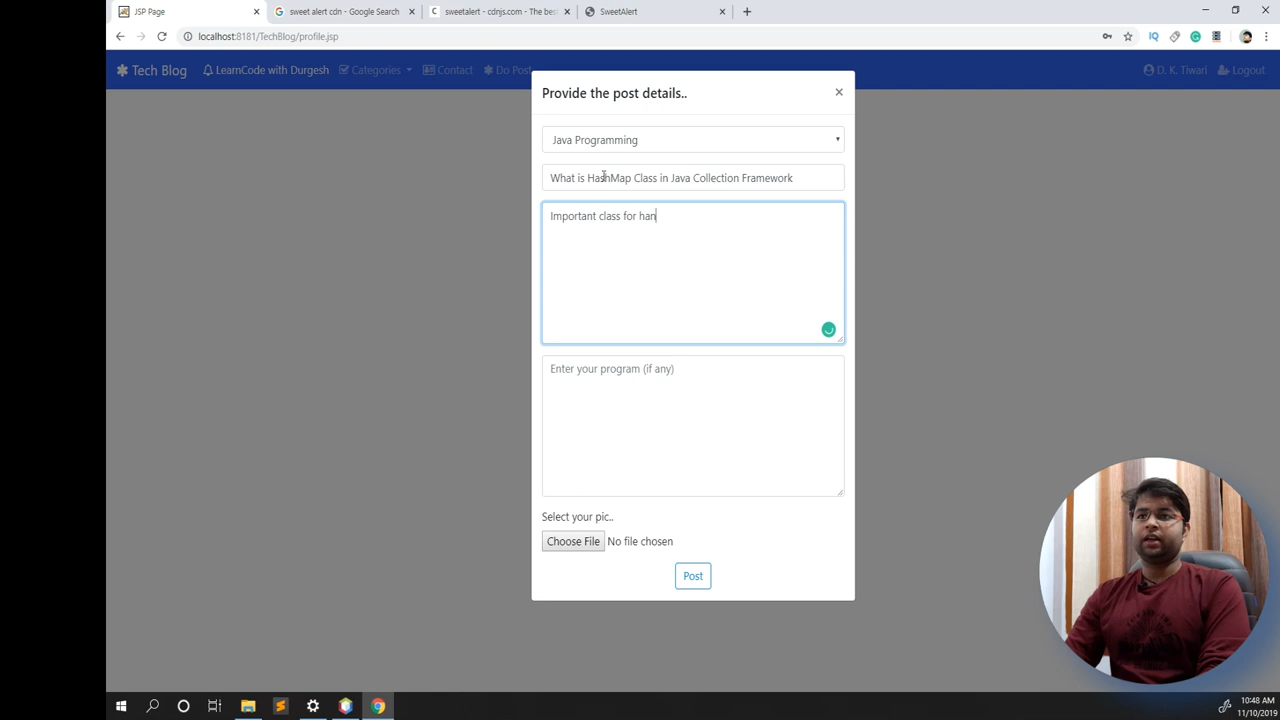 JSP Page
sweet alert cdn - Google Search
sweetalert - cdnjs.com - The bes
SweetAlert
localhost:8181/TechBlog/profile.jsp
Tech Blog
LearnCode with Durgesh
Categories
Contact
Do Post
D. K. Tiwari
Logout
Provide the post details..
Java Programming
What is HashMap Class in Java Collection Framework
Important class for han
Enter your program (if any)
Select your pic..
Choose File No file chosen
Post
10:48 AM
11/10/2019